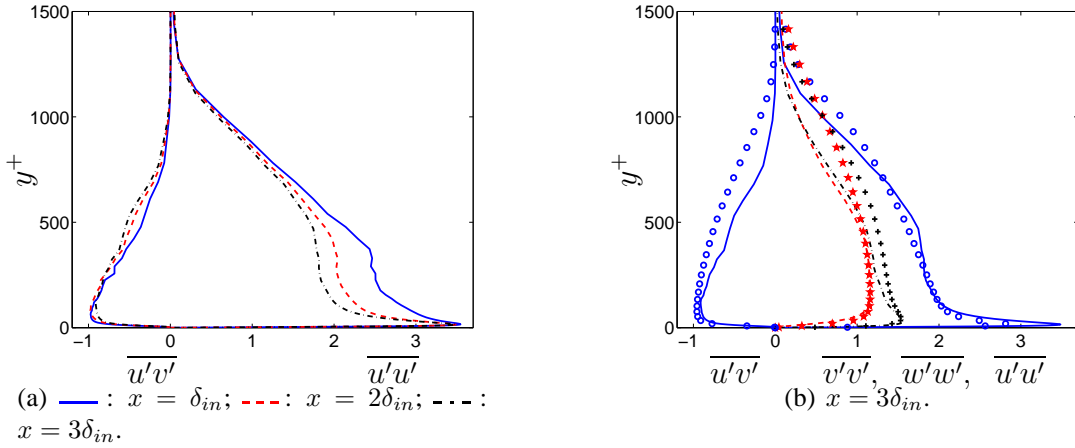 1500
1000
500
0
y⁺
−1 0 1 2 3
u′v′ u′u′
(a) : x = δin; : x = 2δin; :
x = 3δin.
1500
1000
500
0
y⁺
−1 0 1 2 3
u′v′ v′v′, w′w′, u′u′
(b) x = 3δin.